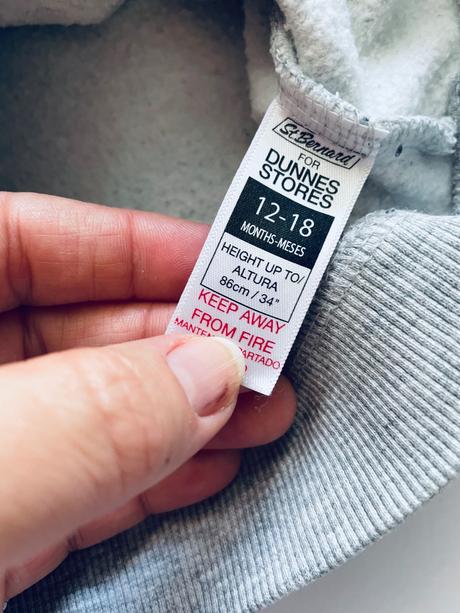 St. Bernard
FOR
DUNNES
STORES
12-18
MONTHS-MESES
HEIGHT UP TO/
ALTURA
86cm / 34"
KEEP AWAY
FROM FIRE